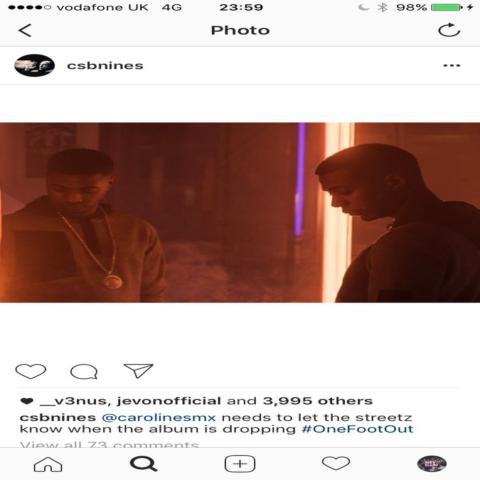 vodafone UK 4G 23:59 98%
Photo
csbnines
__v3nus, jevonofficial and 3,995 others
csbnines @carolinesmx needs to let the streetz
know when the album is dropping #OneFootOut
View all 73 comments